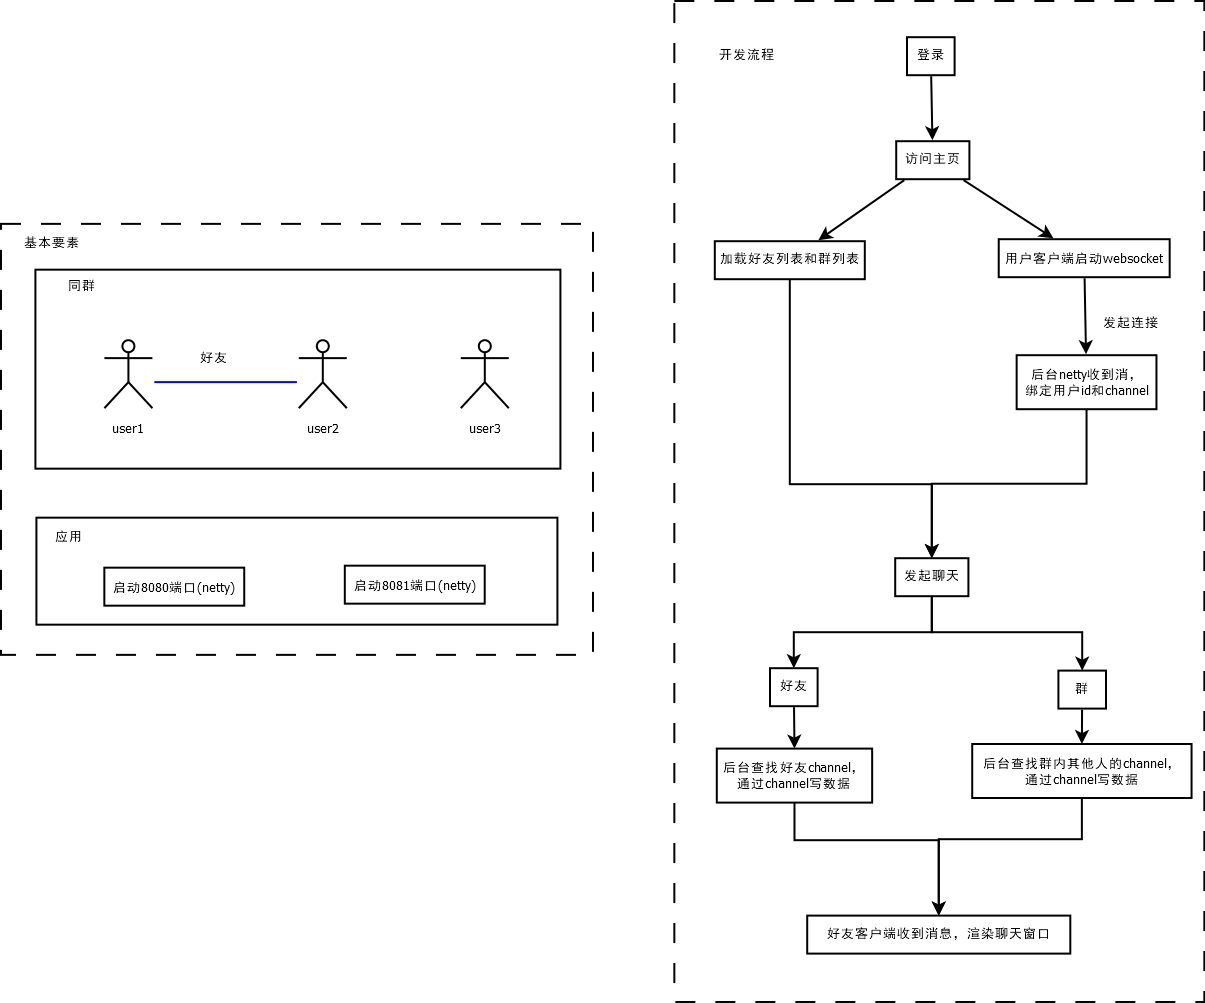 基本要素
同群
好友
user1
user2
user3
应用
启动8080端口(netty)
启动8081端口(netty)
开发流程
登录
访问主页
加载好友列表和群列表
用户客户端启动websocket
发起连接
后台netty收到消，
绑定用户id和channel
发起聊天
好友
群
后台查找好友channel，
通过channel写数据
后台查找群内其他人的channel，
通过channel写数据
好友客户端收到消息，渲染聊天窗口